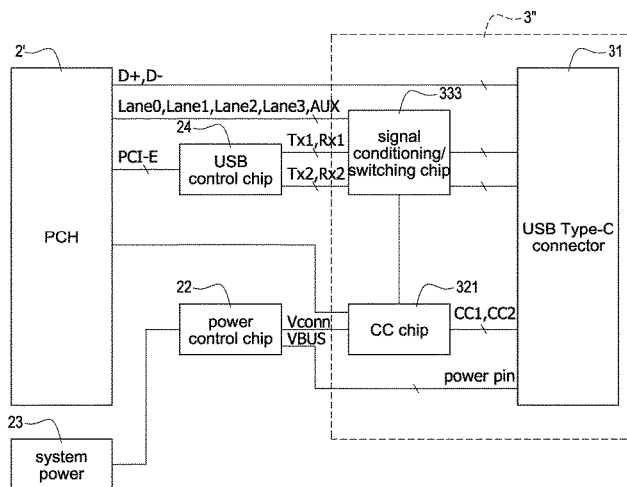 3"
2'
31
D+,D-
333
Lane0,Lane1,Lane2,Lane3,AUX
24
signal
conditioning/
switching chip
Tx1,Rx1
USB
control chip
PCI-E
Tx2,Rx2
PCH
USB Type-C
connector
22
321
power
control chip
Vconn
CC chip
CC1,CC2
VBUS
power pin
23
system
power